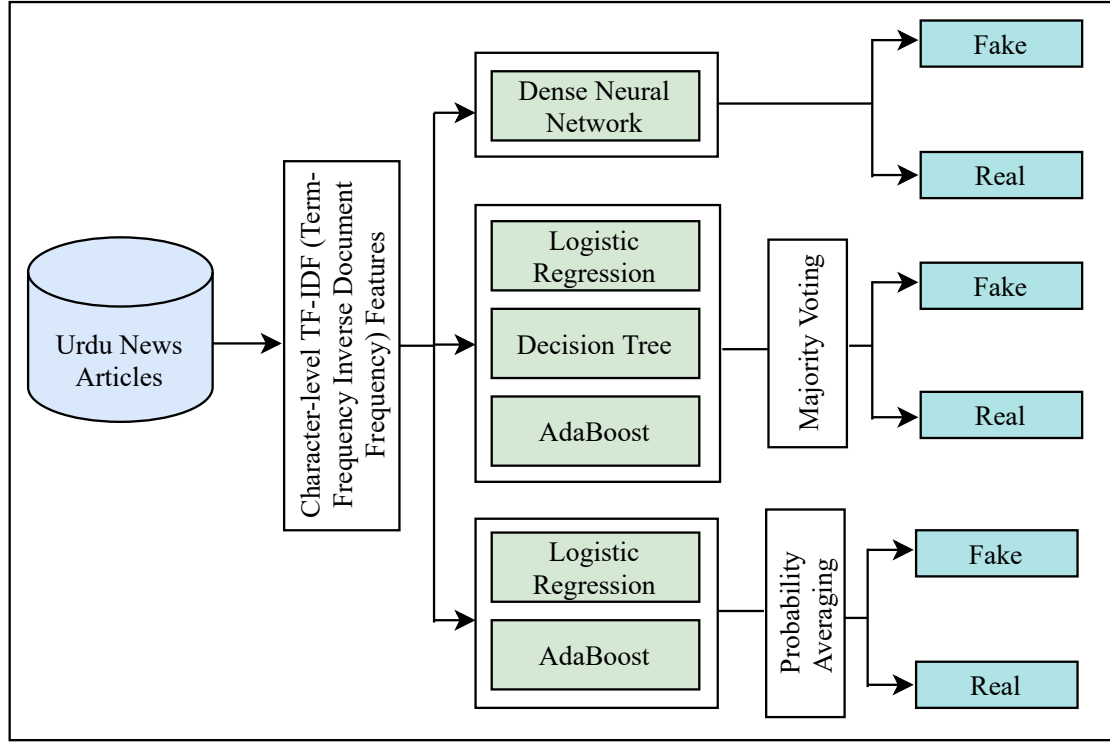 Urdu News
Articles
Character-level TF-IDF (Term-
Frequency Inverse Document
Frequency) Features
Dense Neural
Network
Fake
Real
Logistic
Regression
Decision Tree
AdaBoost
Majority Voting
Fake
Real
Logistic
Regression
AdaBoost
Probability
Averaging
Fake
Real